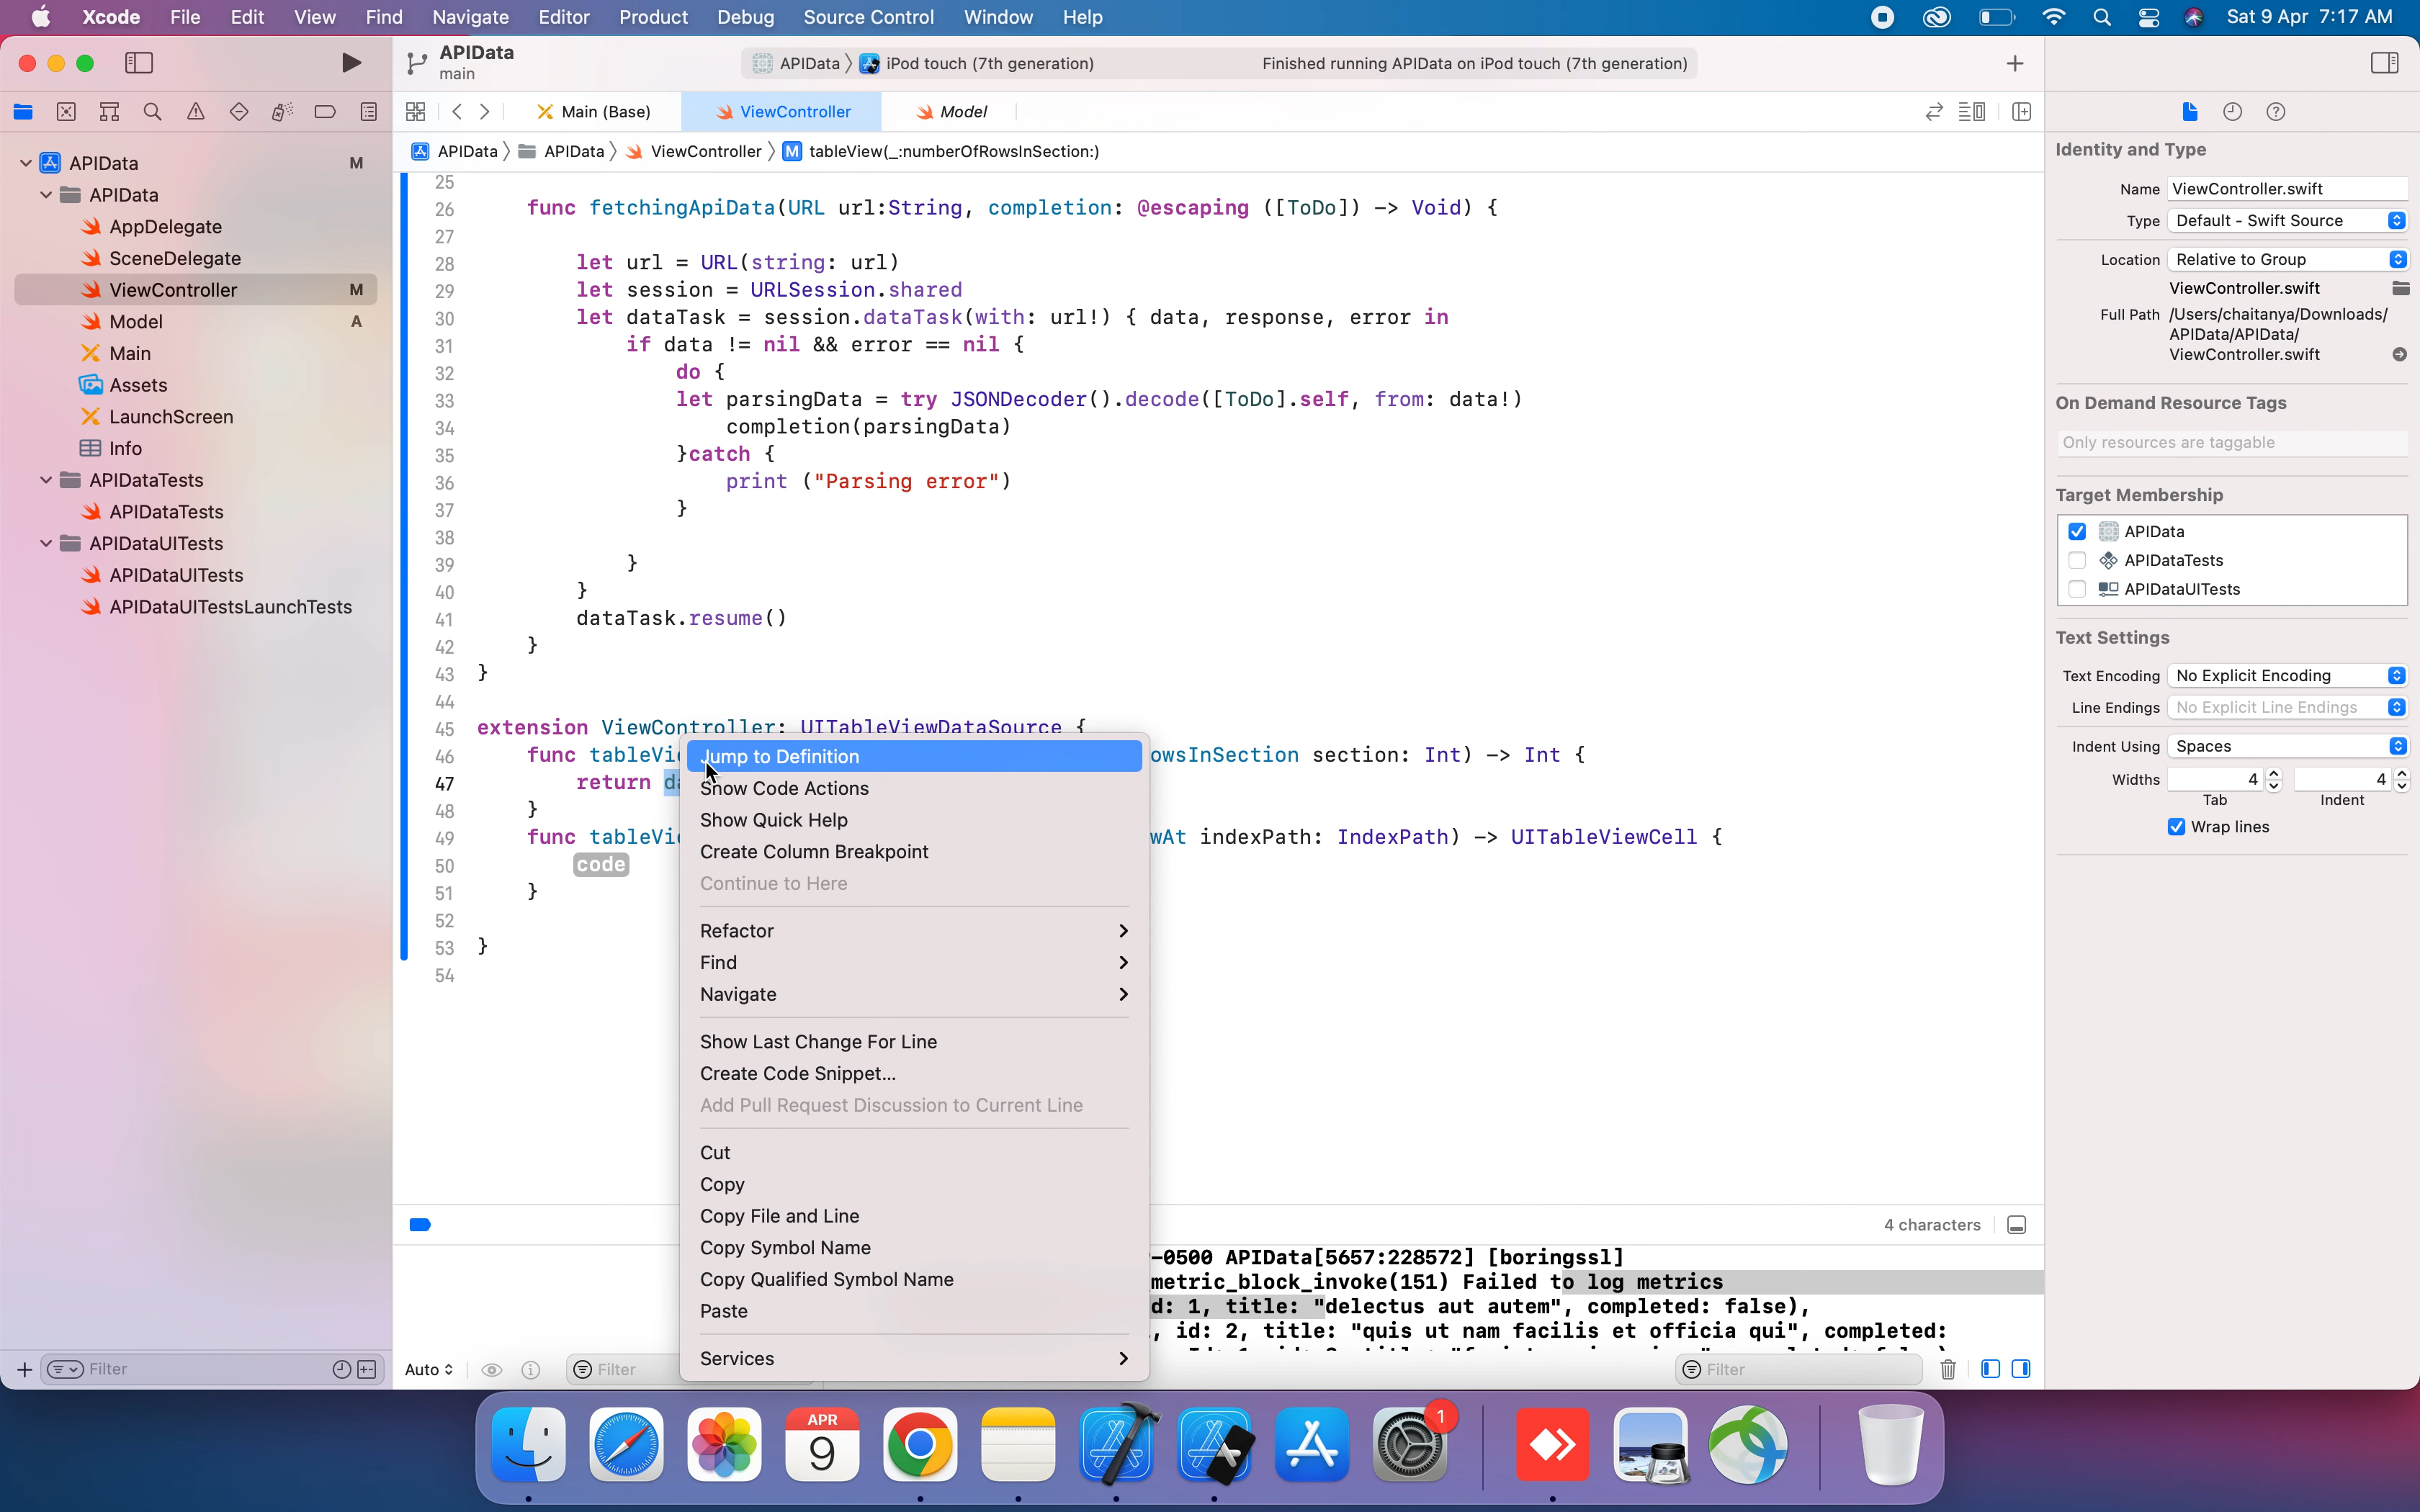 Xcode File Edit View Find Navigate Editor Product Debug Source Control Window Help Sat 9 Apr 7:17 AM
APIData
main
APIData iPod touch (7th generation) Finished running APIData on iPod touch (7th generation)
Main (Base) ViewController Model
APIData APIData ViewController M tableView(_:numberOfRowsInSection:)
APIData M
APIData
AppDelegate
SceneDelegate
ViewController M
Model A
Main
Assets
LaunchScreen
Info
APIDataTests
APIDataTests
APIDataUITests
APIDataUITests
APIDataUITestsLaunchTests
Filter
25
26 func fetchingApiData(URL url:String, completion: @escaping ([ToDo]) -> Void) {
27
28 let url = URL(string: url)
29 let session = URLSession.shared
30 let dataTask = session.dataTask(with: url!) { data, response, error in
31 if data != nil && error == nil {
32 do {
33 let parsingData = try JSONDecoder().decode([ToDo].self, from: data!)
34 completion(parsingData)
35 }catch {
36 print ("Parsing error")
37 }
38
39 }
40 }
41 dataTask.resume()
42 }
43 }
44
45 extension ViewController: UITableViewDataSource {
46 func tableVi owsInSection section: Int) -> Int {
47 return da
48 }
49 func tableVi wAt indexPath: IndexPath) -> UITableViewCell {
50 code
51 }
52
53 }
54
Jump to Definition
Show Code Actions
Show Quick Help
Create Column Breakpoint
Continue to Here
Refactor
Find
Navigate
Show Last Change For Line
Create Code Snippet...
Add Pull Request Discussion to Current Line
Cut
Copy
Copy File and Line
Copy Symbol Name
Copy Qualified Symbol Name
Paste
Services
4 characters
-0500 APIData[5657:228572] [boringssl]
metric_block_invoke(151) Failed to log metrics
d: 1, title: "delectus aut autem", completed: false),
, id: 2, title: "quis ut nam facilis et officia qui", completed:
Auto Filter Filter
Identity and Type
Name ViewController.swift
Type Default - Swift Source
Location Relative to Group
ViewController.swift
Full Path /Users/chaitanya/Downloads/
APIData/APIData/
ViewController.swift
On Demand Resource Tags
Only resources are taggable
Target Membership
APIData
APIDataTests
APIDataUITests
Text Settings
Text Encoding No Explicit Encoding
Line Endings No Explicit Line Endings
Indent Using Spaces
Widths 4 4
Tab Indent
Wrap lines
APR
9
1